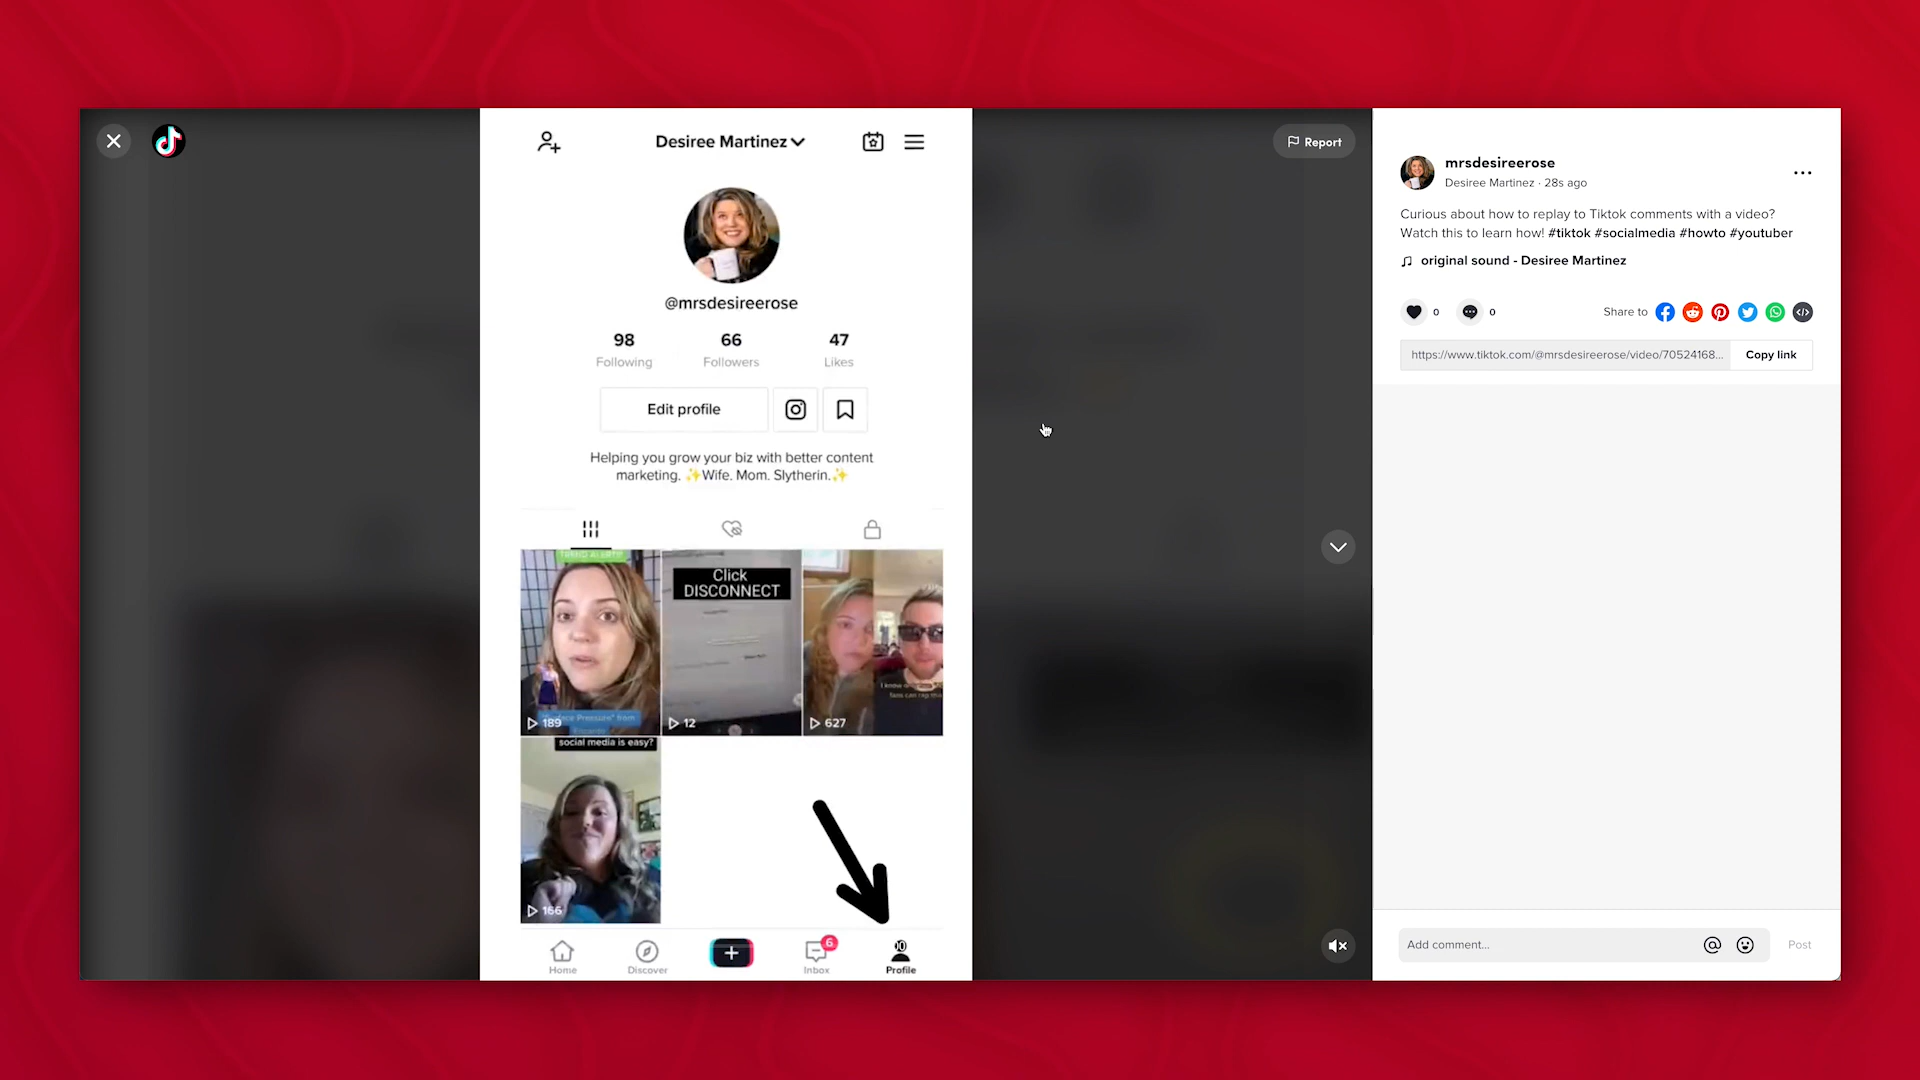 Desiree Martinez
@mrsdesireerose
98
66
47
Following
Followers
Likes
Edit profile
Helping you grow your biz with better content
marketing. ✨Wife. Mom. Slytherin.✨
TREND ALERT!!
Click
DISCONNECT
189
12
627
social media is easy?
166
Home
Discover
Inbox
6
Profile
Report
mrsdesireerose
Desiree Martinez · 28s ago
Curious about how to replay to Tiktok comments with a video?
Watch this to learn how! #tiktok #socialmedia #howto #youtuber
original sound - Desiree Martinez
0
0
Share to
https://www.tiktok.com/@mrsdesireerose/video/70524168...
Copy link
Add comment...
Post